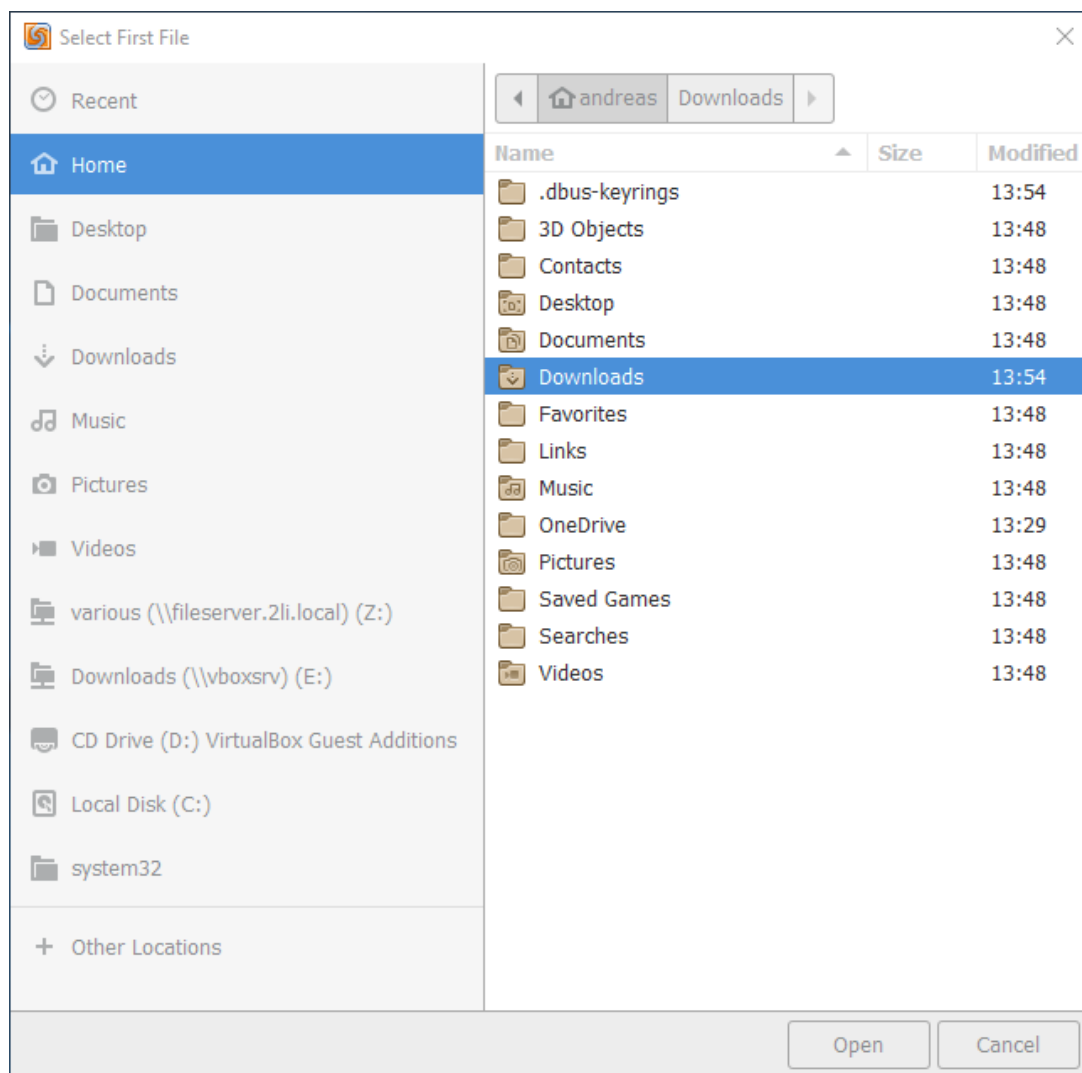 Select First File
Recent
Home
Desktop
Documents
Downloads
Music
Pictures
Videos
various (\\fileserver.2li.local) (Z:)
Downloads (\\vboxsrv) (E:)
CD Drive (D:) VirtualBox Guest Additions
Local Disk (C:)
system32
Other Locations
andreas Downloads
Name Size Modified
.dbus-keyrings 13:54
3D Objects 13:48
Contacts 13:48
Desktop 13:48
Documents 13:48
Downloads 13:54
Favorites 13:48
Links 13:48
Music 13:48
OneDrive 13:29
Pictures 13:48
Saved Games 13:48
Searches 13:48
Videos 13:48
Open Cancel